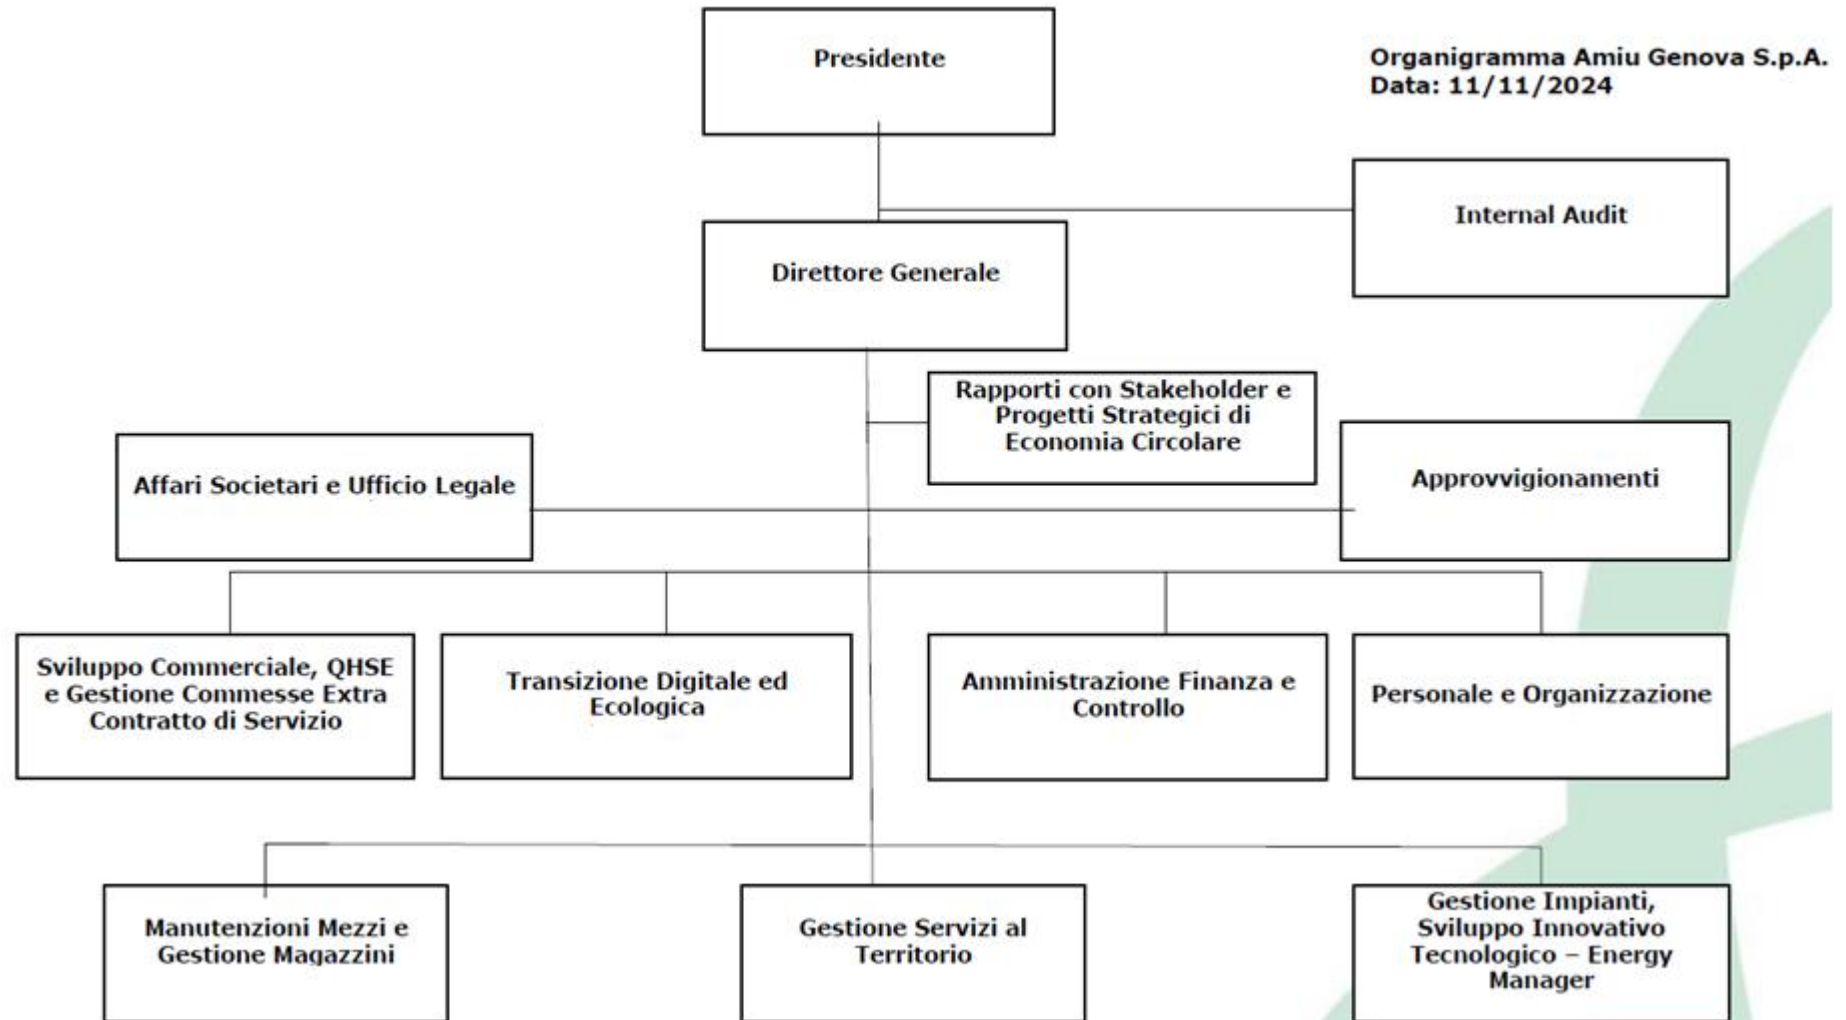 Presidente
Organigramma Amiu Genova S.p.A.
Data: 11/11/2024
Internal Audit
Direttore Generale
Rapporti con Stakeholder e
Progetti Strategici di
Economia Circolare
Affari Societari e Ufficio Legale
Approvvigionamenti
Sviluppo Commerciale, QHSE
e Gestione Commesse Extra
Contratto di Servizio
Transizione Digitale ed
Ecologica
Amministrazione Finanza e
Controllo
Personale e Organizzazione
Manutenzioni Mezzi e
Gestione Magazzini
Gestione Servizi al
Territorio
Gestione Impianti,
Sviluppo Innovativo
Tecnologico – Energy
Manager